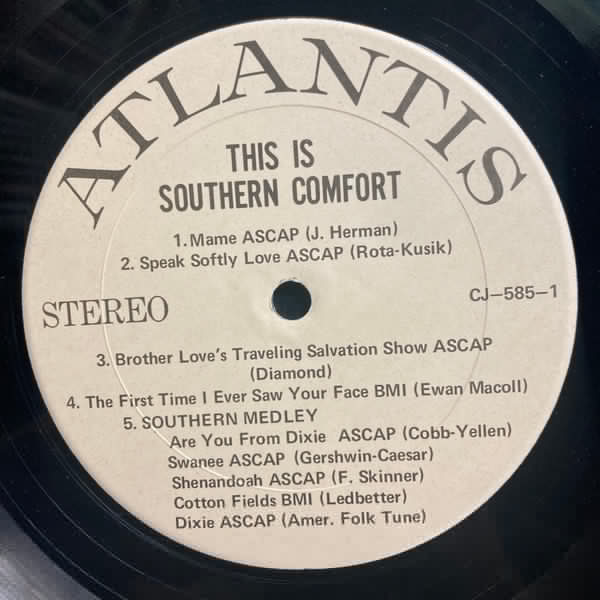 ATLANTIS
THIS IS
SOUTHERN COMFORT
1. Mame ASCAP (J. Herman)
2. Speak Softly Love ASCAP (Rota-Kusik)
STEREO
CJ-585-1
3. Brother Love's Traveling Salvation Show ASCAP
(Diamond)
4. The First Time I Ever Saw Your Face BMI (Ewan Macoll)
5. SOUTHERN MEDLEY
Are You From Dixie ASCAP (Cobb-Yellen)
Swanee ASCAP (Gershwin-Caesar)
Shenandoah ASCAP (F. Skinner)
Cotton Fields BMI (Ledbetter)
Dixie ASCAP (Amer. Folk Tune)